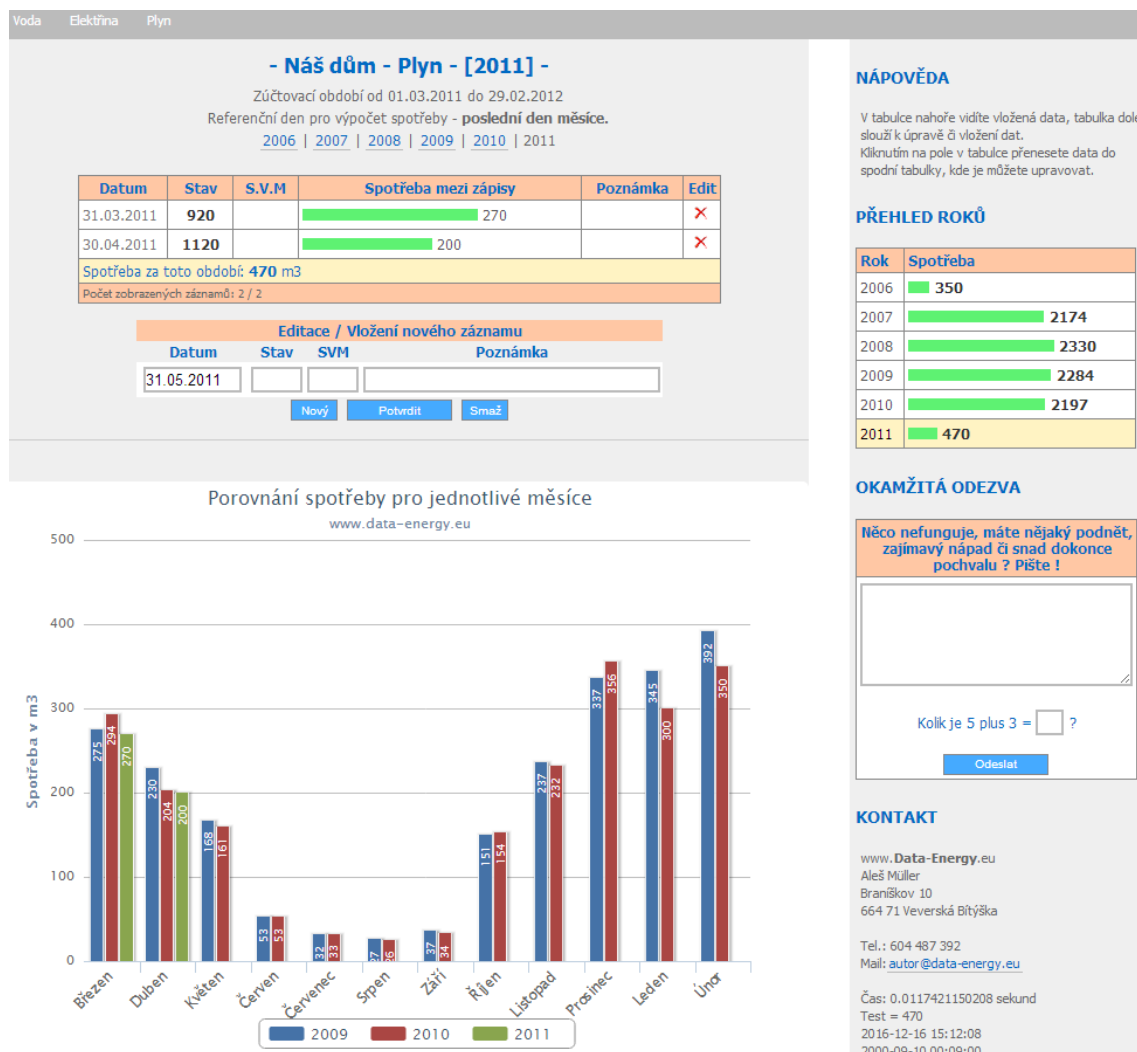 Voda Elektřina Plyn
- Náš dům - Plyn - [2011] -
Zúčtovací období od 01.03.2011 do 29.02.2012
Referenční den pro výpočet spotřeby - poslední den měsíce.
2006 | 2007 | 2008 | 2009 | 2010 | 2011
Datum Stav S.V.M Spotřeba mezi zápisy Poznámka Edit
31.03.2011 920 270
30.04.2011 1120 200
Spotřeba za toto období: 470 m3
Počet zobrazených záznamů: 2 / 2
Editace / Vložení nového záznamu
Datum Stav SVM Poznámka
31.05.2011
Nový Potvrdit Smaž
Porovnání spotřeby pro jednotlivé měsíce
www.data-energy.eu
Spotřeba v m3
500
400
300
200
100
0
275 294 270
230 204 200
168 161
53 53
32 33
27 26
37 34
151 154
237 232
337 356
345 300
392 350
Březen Duben Květen Červen Červenec Srpen Září Říjen Listopad Prosinec Leden Únor
2009 2010 2011
NÁPOVĚDA
V tabulce nahoře vidíte vložená data, tabulka dole
slouží k úpravě či vložení dat.
Kliknutím na pole v tabulce přenesete data do
spodní tabulky, kde je můžete upravovat.
PŘEHLED ROKŮ
Rok Spotřeba
2006 350
2007 2174
2008 2330
2009 2284
2010 2197
2011 470
OKAMŽITÁ ODEZVA
Něco nefunguje, máte nějaký podnět,
zajímavý nápad či snad dokonce
pochvalu ? Pište !
Kolik je 5 plus 3 = ?
Odeslat
KONTAKT
www.Data-Energy.eu
Aleš Müller
Braníškov 10
664 71 Veverská Bítýška
Tel.: 604 487 392
Mail: autor@data-energy.eu
Čas: 0.0117421150208 sekund
Test = 470
2016-12-16 15:12:08
2000-09-10 00:09:00